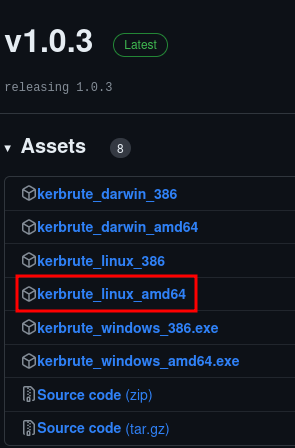 v1.0.3 Latest
releasing 1.0.3
Assets 8
kerbrute_darwin_386
kerbrute_darwin_amd64
kerbrute_linux_386
kerbrute_linux_amd64
kerbrute_windows_386.exe
kerbrute_windows_amd64.exe
Source code (zip)
Source code (tar.gz)